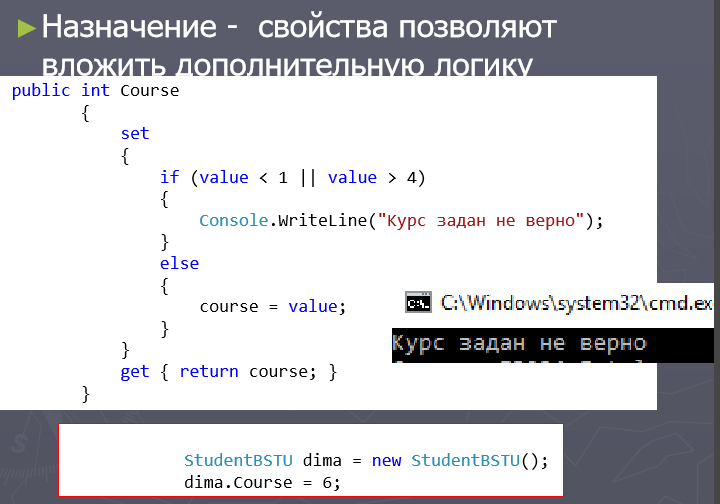 Назначение - свойства позволяют
вложить дополнительную логику
public int Course
{
set
{
if (value < 1 || value > 4)
{
Console.WriteLine("Курс задан не верно");
}
else
{
course = value;
}
}
get { return course; }
}
C:\Windows\system32\cmd.ex
Курс задан не верно
StudentBSTU dima = new StudentBSTU();
dima.Course = 6;